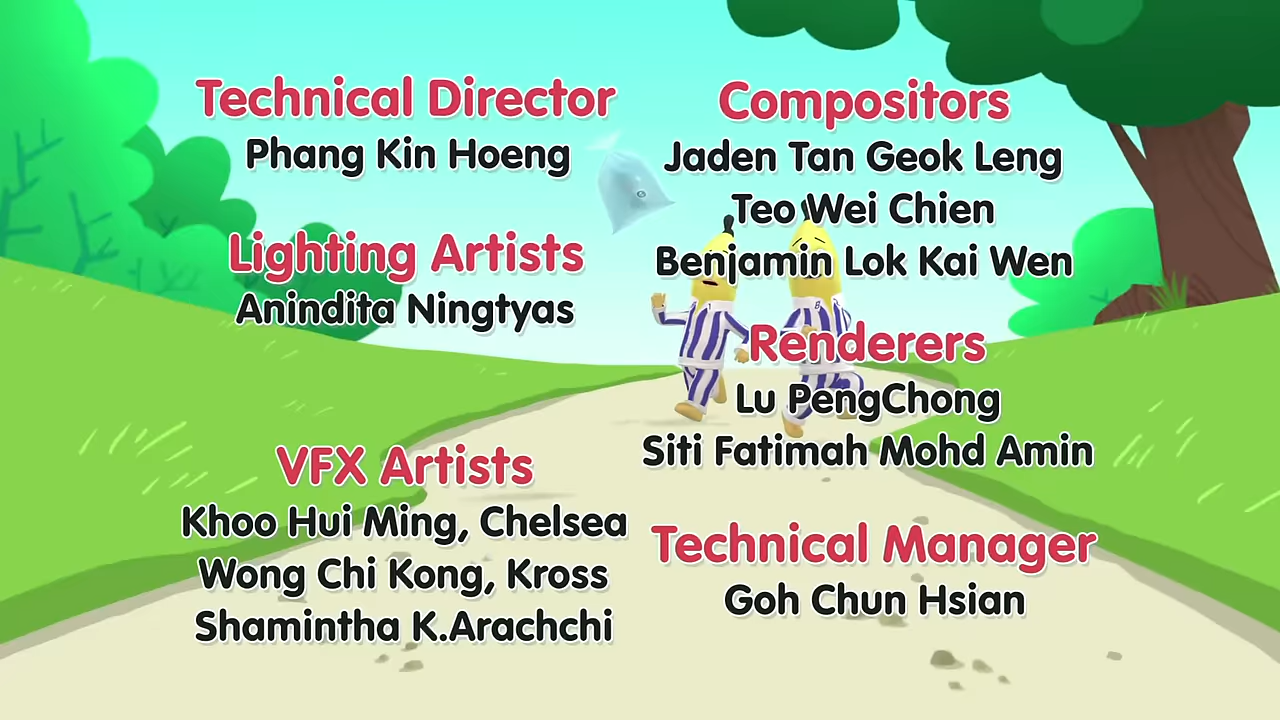 Technical Director
Phang Kin Hoeng
Lighting Artists
Anindita Ningtyas
VFX Artists
Khoo Hui Ming, Chelsea
Wong Chi Kong, Kross
Shamintha K.Arachchi
Compositors
Jaden Tan Geok Leng
Teo Wei Chien
Benjamin Lok Kai Wen
Renderers
Lu PengChong
Siti Fatimah Mohd Amin
Technical Manager
Goh Chun Hsian